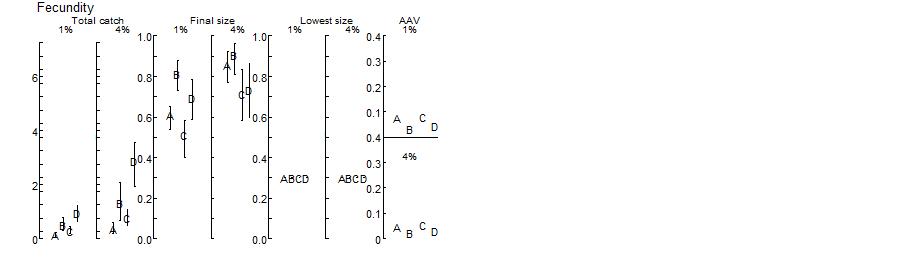 Fecundity
Total catch Final size Lowest size AAV
1% 4% 1% 4% 1% 4% 1%
1.0 1.0 0.4
6 0.8 0.8 0.3
0.6 0.6 0.2
4 0.4 0.4 0.1
2 0.2 0.2 0.4
0 0.0 0.0 4%
0.3
0.2
0.1
0
A B C D
A B C D
A B C D
A B C D
ABCD
ABCD
A B C D
A B C D